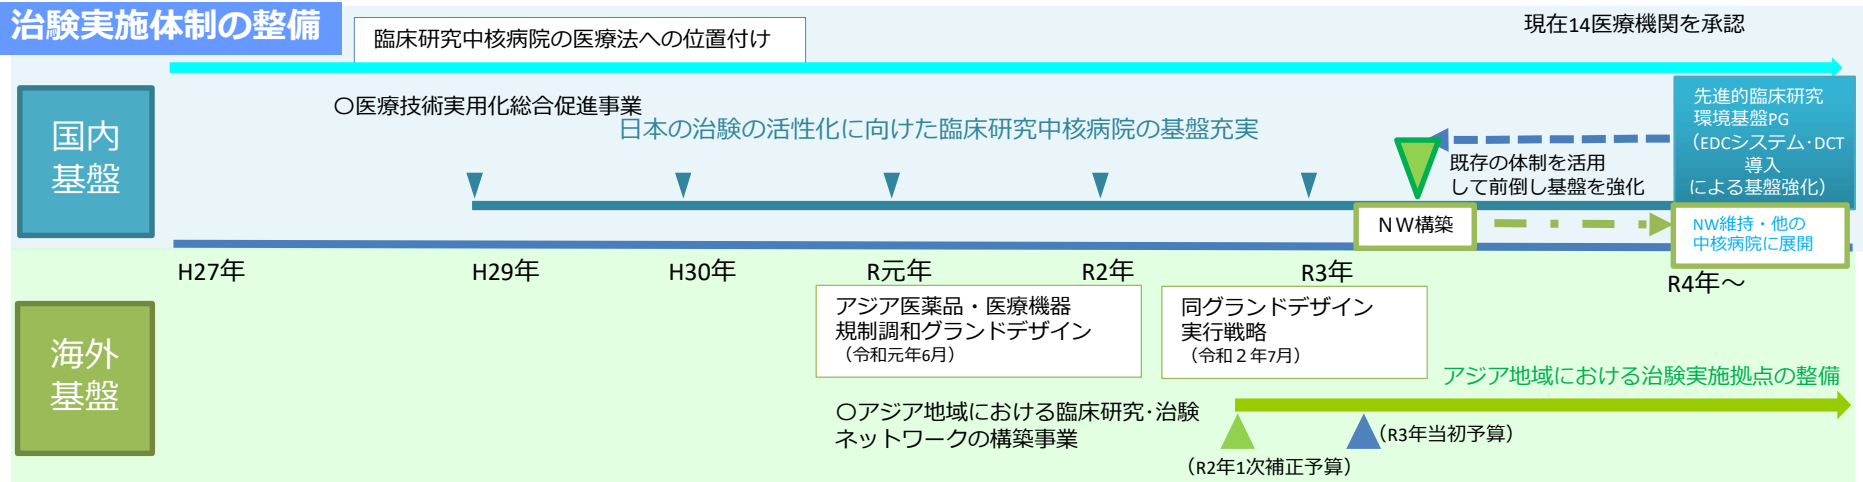 治験実施体制の整備
臨床研究中核病院の医療法への位置付け
現在14医療機関を承認
国内
基盤
〇医療技術実用化総合促進事業
日本の治験の活性化に向けた臨床研究中核病院の基盤充実
既存の体制を活用
して前倒し基盤を強化
先進的臨床研究
環境基盤PG
（EDCシステム･DCT
導入
による基盤強化）
ＮＷ構築
NW維持・他の
中核病院に展開
H27年
H29年
H30年
R元年
R2年
R3年
R4年～
海外
基盤
アジア医薬品・医療機器
規制調和グランドデザイン
（令和元年6月）
同グランドデザイン
実行戦略
（令和２年7月）
アジア地域における治験実施拠点の整備
〇アジア地域における臨床研究･治験
ネットワークの構築事業
（R3年当初予算）
（R2年1次補正予算）